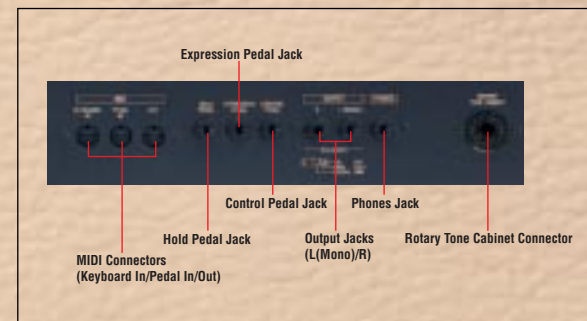 Expression Pedal Jack
Control Pedal Jack
Phones Jack
Hold Pedal Jack
Output Jacks
(L(Mono)/R)
Rotary Tone Cabinet Connector
MIDI Connectors
(Keyboard In/Pedal In/Out)